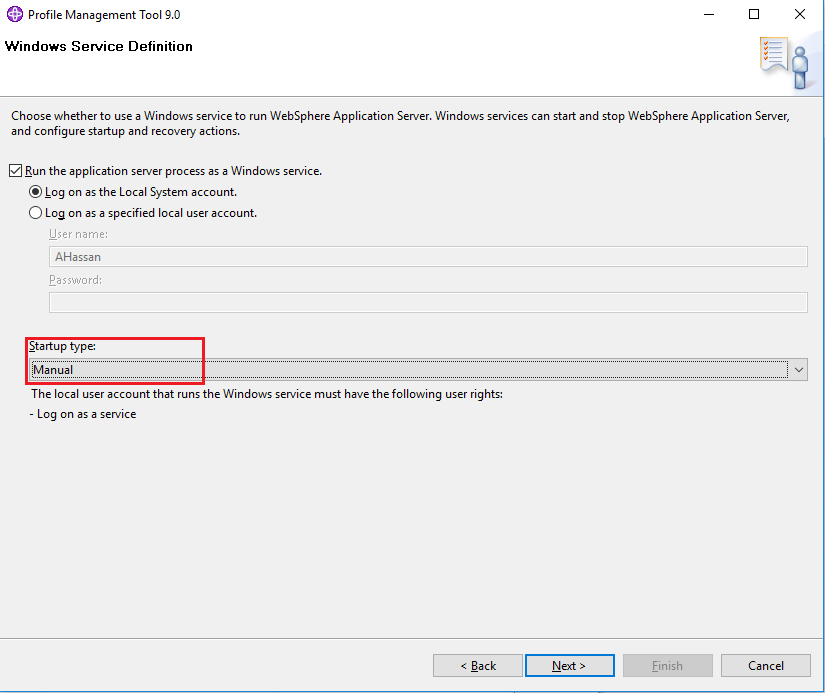 Profile Management Tool 9.0
Windows Service Definition
Choose whether to use a Windows service to run WebSphere Application Server. Windows services can start and stop WebSphere Application Server,
and configure startup and recovery actions.
Run the application server process as a Windows service.
Log on as the Local System account.
Log on as a specified local user account.
User name:
AHassan
Password:
Startup type:
Manual
The local user account that runs the Windows service must have the following user rights:
- Log on as a service
< Back Next > Finish Cancel